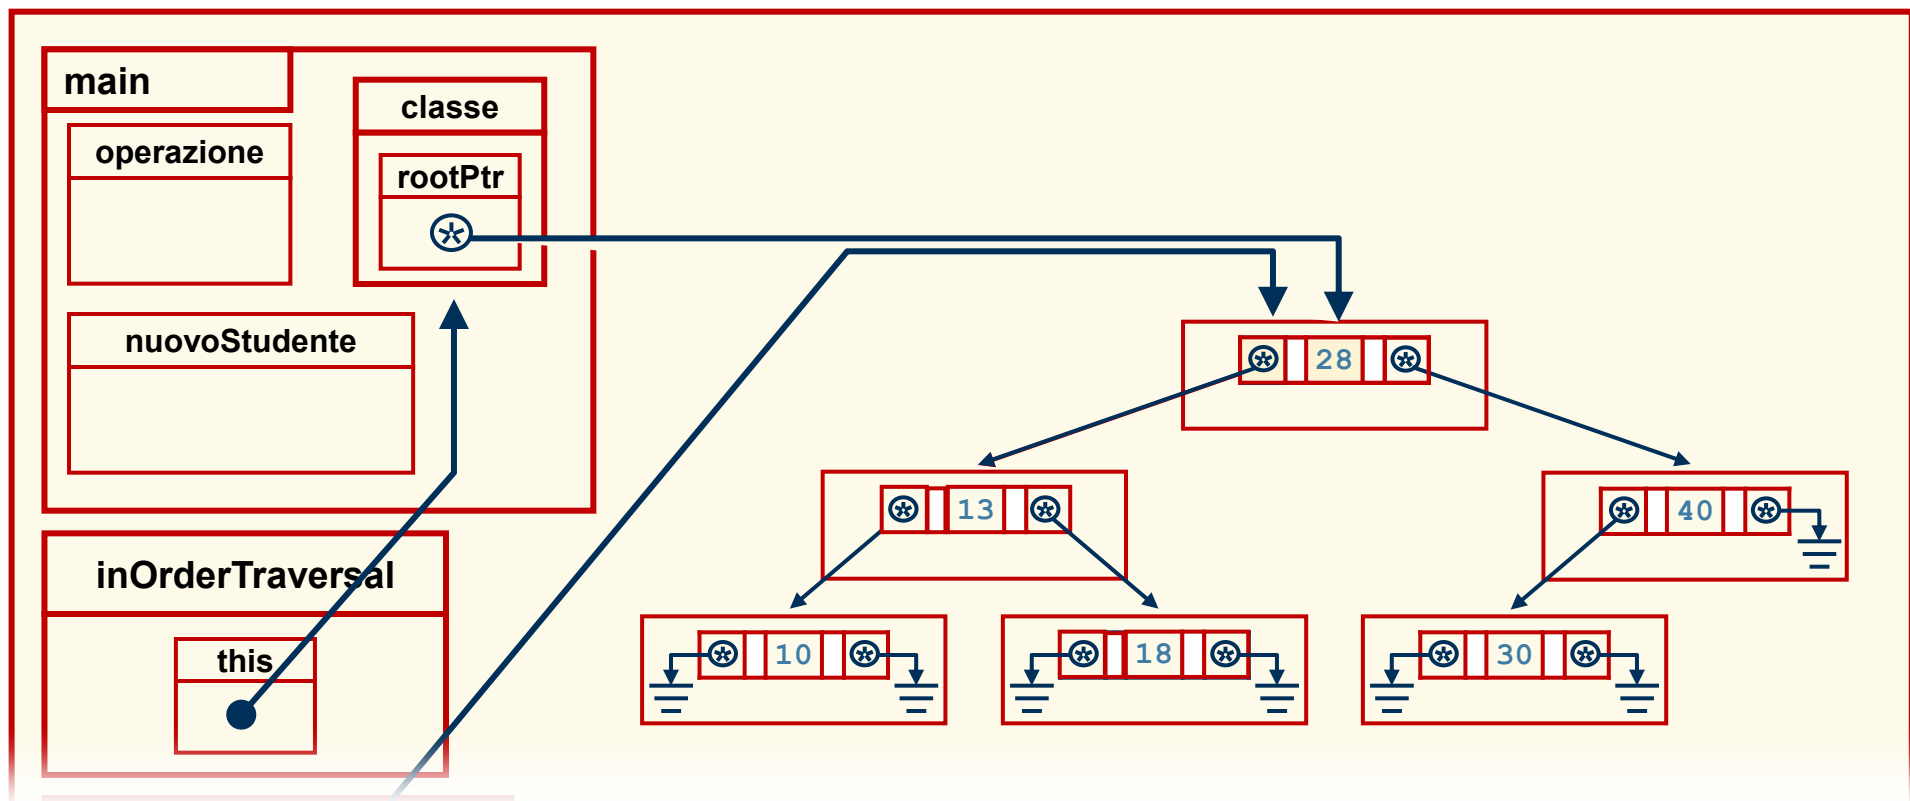 main
classe
operazione
rootPtr
nuovoStudente
28
13
40
inOrderTraversal
this
10
18
30